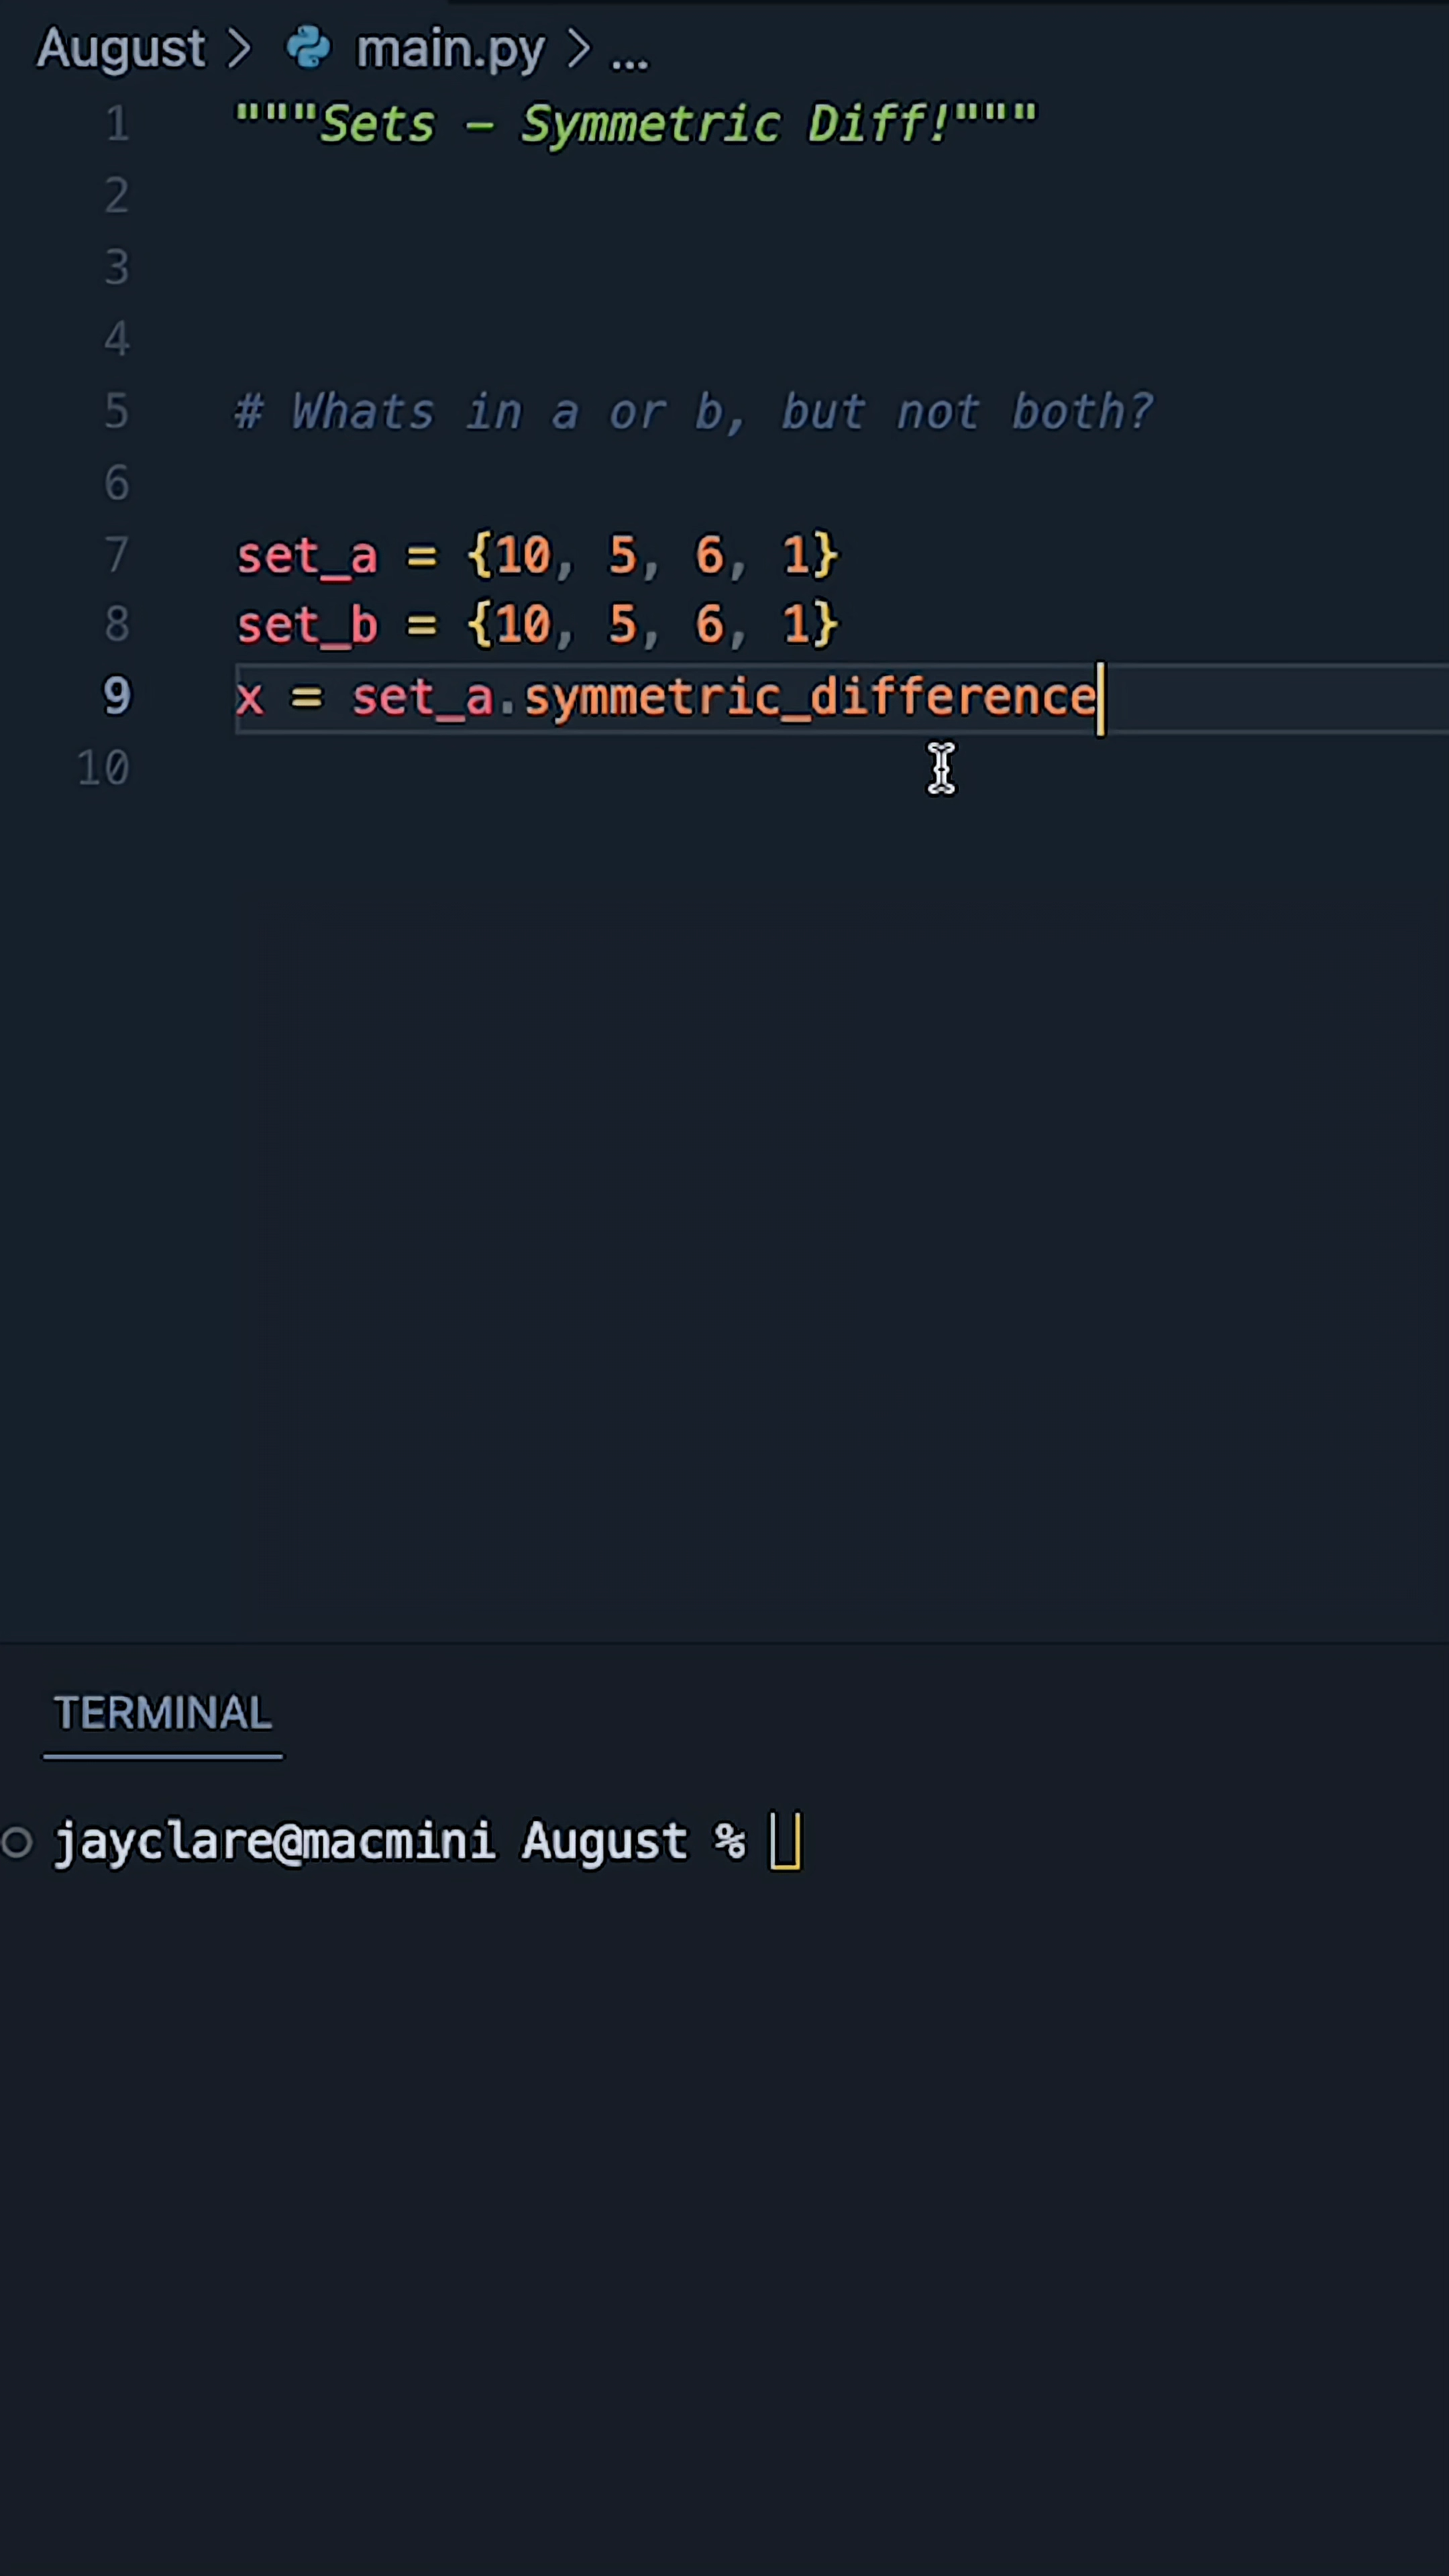 August > main.py > ...
1 """Sets – Symmetric Diff!"""
2
3
4
5 # Whats in a or b, but not both?
6
7 set_a = {10, 5, 6, 1}
8 set_b = {10, 5, 6, 1}
9 x = set_a.symmetric_difference
10
TERMINAL
jayclare@macmini August %